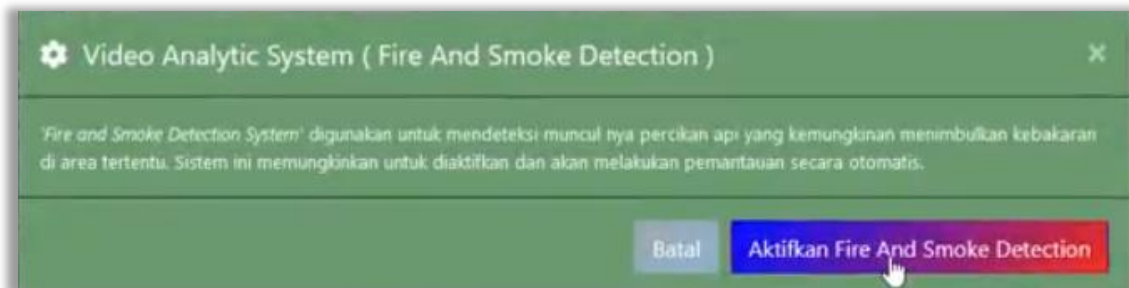 Video Analytic System ( Fire And Smoke Detection ) ×
'Fire and Smoke Detection System' digunakan untuk mendeteksi muncul nya percikan api yang kemungkinan menimbulkan kebakaran
di area tertentu. Sistem ini memungkinkan untuk diaktifkan dan akan melakukan pemantauan secara otomatis.
Batal Aktifkan Fire And Smoke Detection